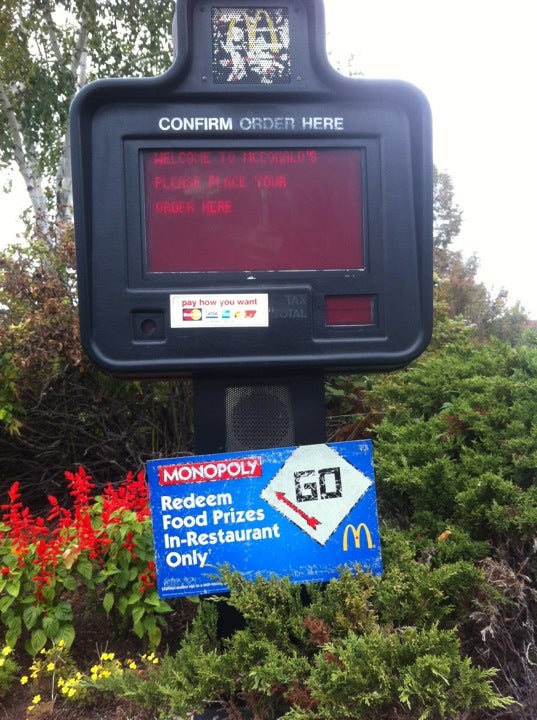 CONFIRM ORDER HERE
WELCOME TO MCDONALD'S
PLEASE PLACE YOUR
ORDER HERE
pay how you want
VISA
TAX
TOTAL
MONOPOLY
Redeem
Food Prizes
In-Restaurant
Only
GO